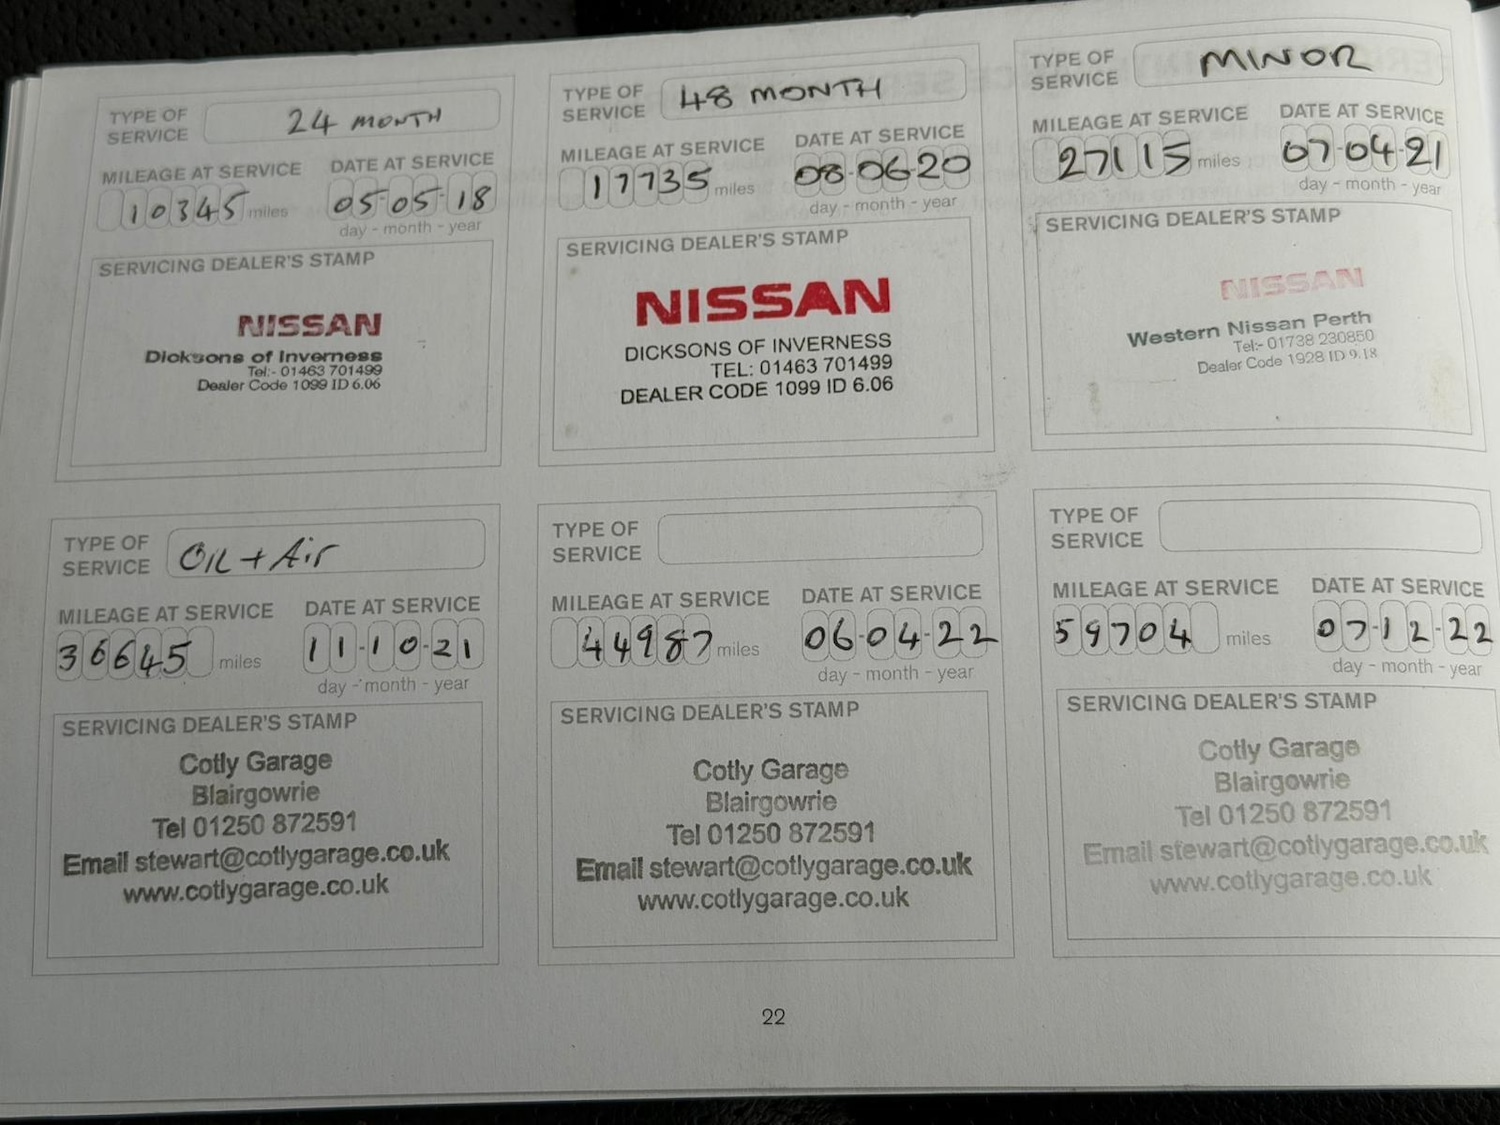 TYPE OF
SERVICE
24 MONTH
MILEAGE AT SERVICE
DATE AT SERVICE
10345 miles
05-05-18
day - month - year
SERVICING DEALER'S STAMP
NISSAN
Dicksons of Inverness
Tel:- 01463 701499
Dealer Code 1099 ID 6.06
TYPE OF
SERVICE
48 MONTH
MILEAGE AT SERVICE
DATE AT SERVICE
17735 miles
08-06-20
day - month - year
SERVICING DEALER'S STAMP
NISSAN
DICKSONS OF INVERNESS
TEL: 01463 701499
DEALER CODE 1099 ID 6.06
TYPE OF
SERVICE
MINOR
MILEAGE AT SERVICE
DATE AT SERVICE
27115 miles
07-04-21
day - month - year
SERVICING DEALER'S STAMP
NISSAN
Western Nissan Perth
Tel:- 01738 230850
Dealer Code 1928 ID 9.18
TYPE OF
SERVICE
OIL + Air
MILEAGE AT SERVICE
DATE AT SERVICE
36645 miles
11-10-21
day - month - year
SERVICING DEALER'S STAMP
Cotly Garage
Blairgowrie
Tel 01250 872591
Email stewart@cotlygarage.co.uk
www.cotlygarage.co.uk
TYPE OF
SERVICE
MILEAGE AT SERVICE
DATE AT SERVICE
44987 miles
06-04-22
day - month - year
SERVICING DEALER'S STAMP
Cotly Garage
Blairgowrie
Tel 01250 872591
Email stewart@cotlygarage.co.uk
www.cotlygarage.co.uk
TYPE OF
SERVICE
MILEAGE AT SERVICE
DATE AT SERVICE
59704 miles
07-12-22
day - month - year
SERVICING DEALER'S STAMP
Cotly Garage
Blairgowrie
Tel 01250 872591
Email stewart@cotlygarage.co.uk
www.cotlygarage.co.uk
22